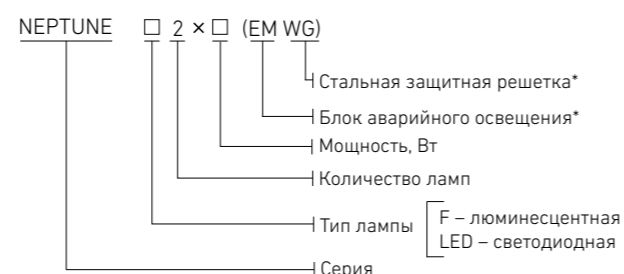 NEPTUNE □ 2 × □ (EM WG)
Стальная защитная решетка*
Блок аварийного освещения*
Мощность, Вт
Количество ламп
Тип лампы
F – люминесцентная
LED – светодиодная
Серия